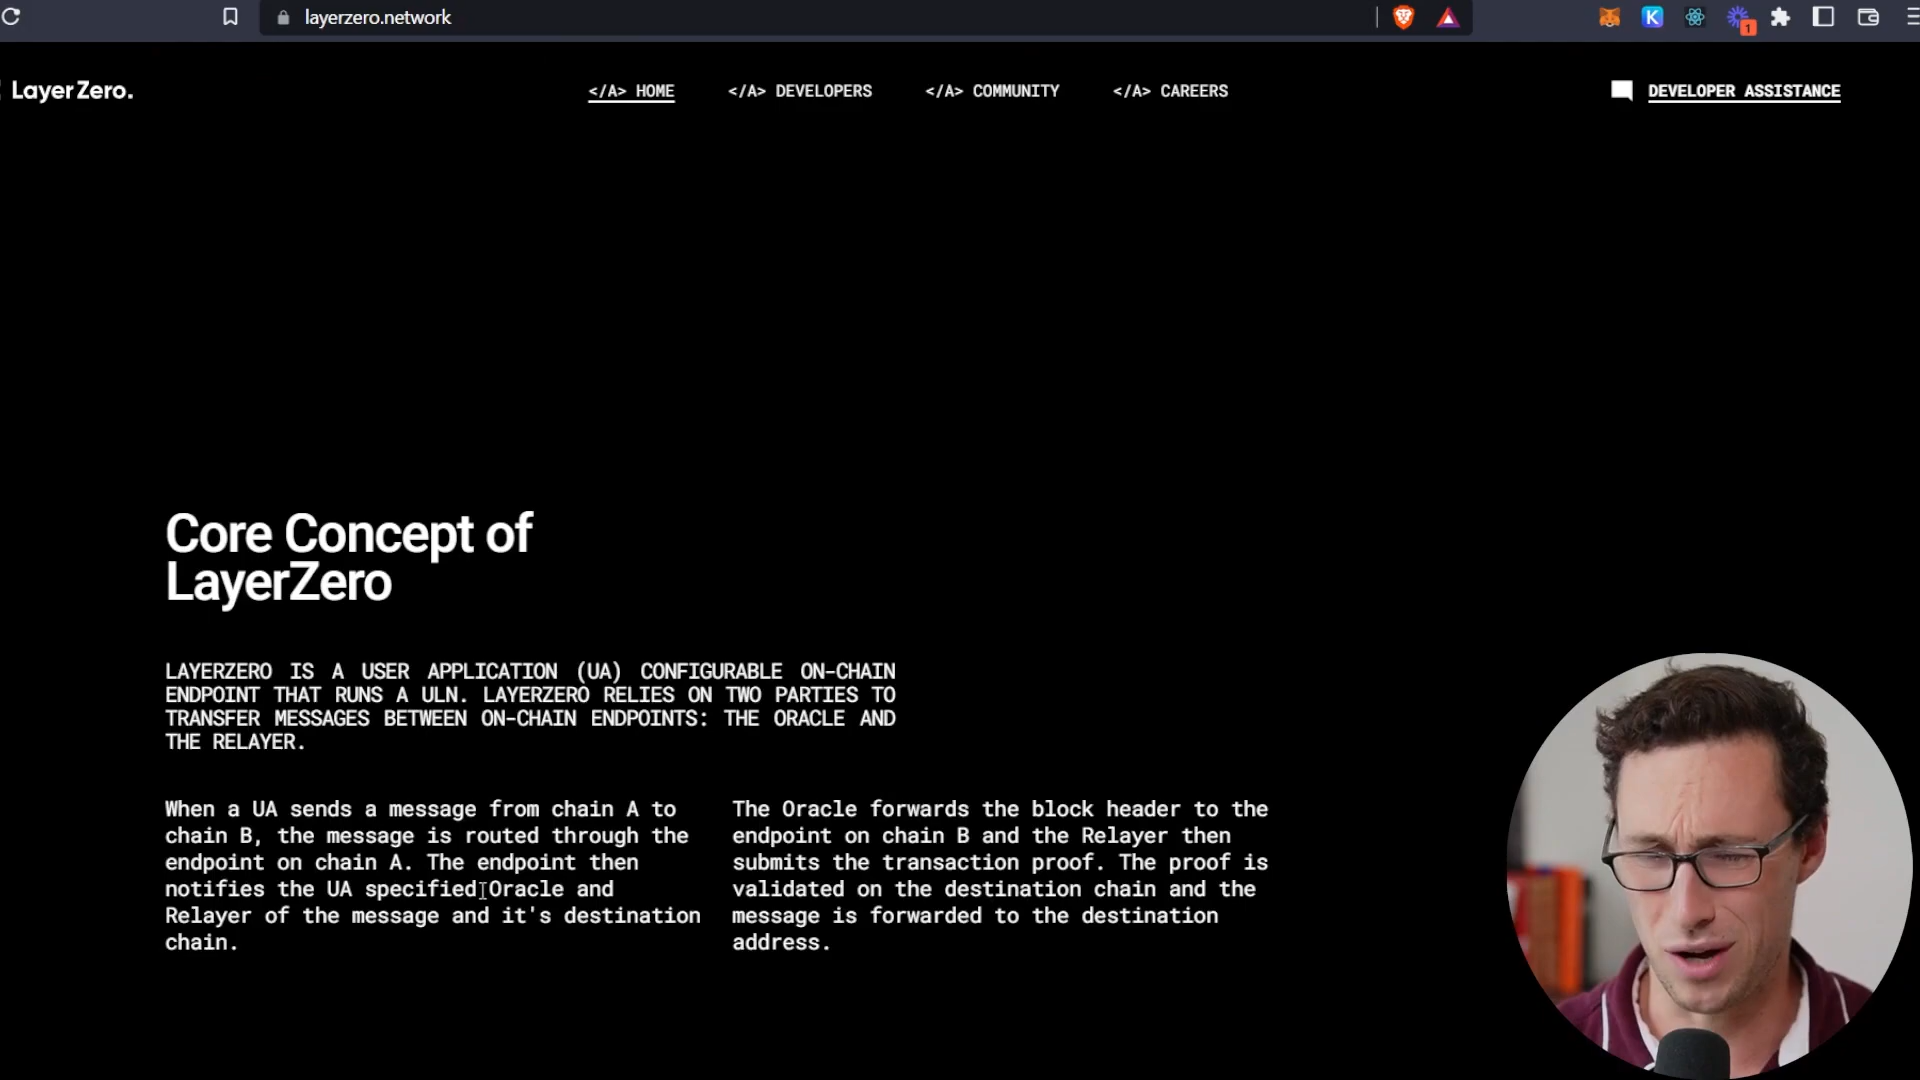 layerzero.network
K
1
LayerZero.
</A> HOME
</A> DEVELOPERS
</A> COMMUNITY
</A> CAREERS
DEVELOPER ASSISTANCE
Core Concept of
LayerZero
LAYERZERO IS A USER APPLICATION (UA) CONFIGURABLE ON-CHAIN
ENDPOINT THAT RUNS A ULN. LAYERZERO RELIES ON TWO PARTIES TO
TRANSFER MESSAGES BETWEEN ON-CHAIN ENDPOINTS: THE ORACLE AND
THE RELAYER.
When a UA sends a message from chain A to
chain B, the message is routed through the
endpoint on chain A. The endpoint then
notifies the UA specified Oracle and
Relayer of the message and it's destination
chain.
The Oracle forwards the block header to the
endpoint on chain B and the Relayer then
submits the transaction proof. The proof is
validated on the destination chain and the
message is forwarded to the destination
address.